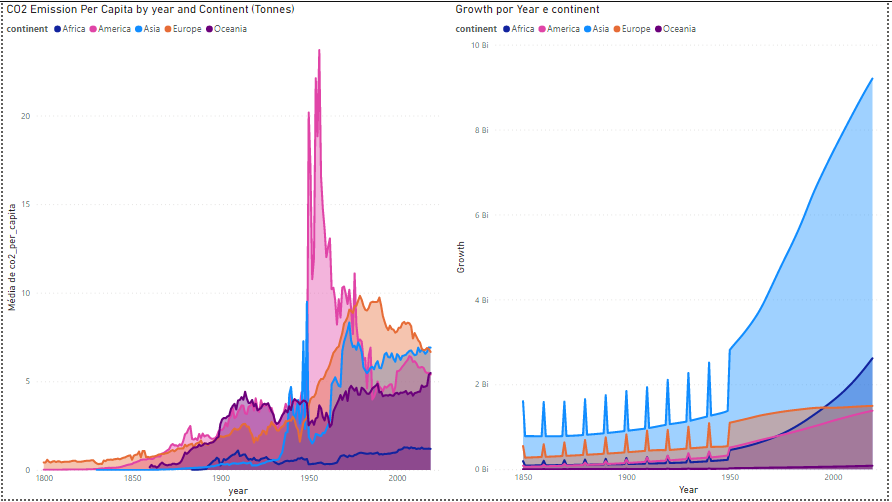 CO2 Emission Per Capita by year and Continent (Tonnes)
continent Africa America Asia Europe Oceania
Média de co2_per_capita
20
15
10
5
0
1800 1850 1900 1950 2000
year
Growth por Year e continent
continent Africa America Asia Europe Oceania
Growth
10 Bi
8 Bi
6 Bi
4 Bi
2 Bi
0 Bi
1850 1900 1950 2000
Year